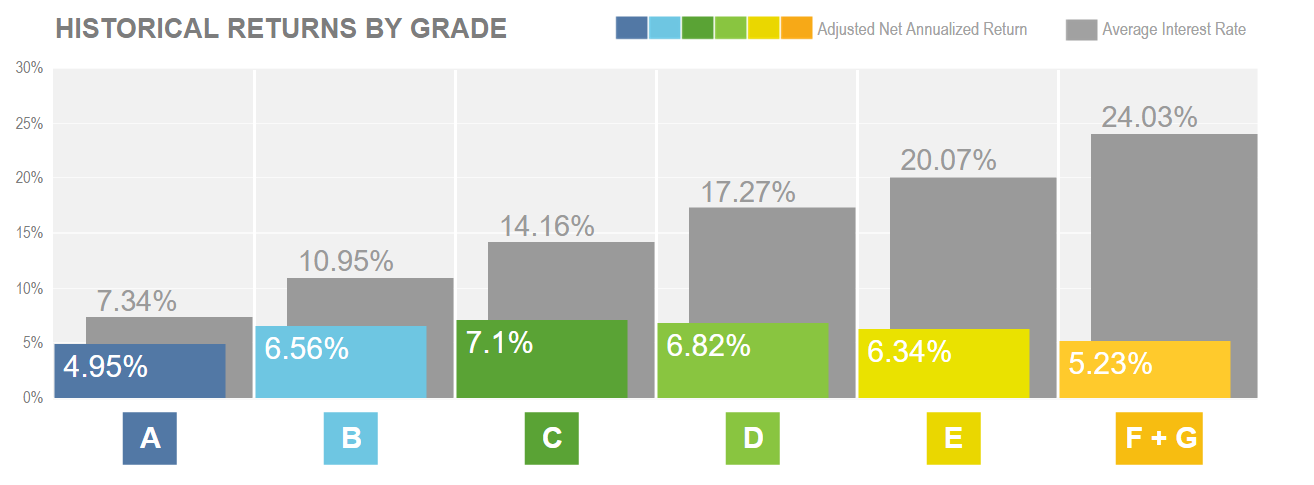 HISTORICAL RETURNS BY GRADE
Adjusted Net Annualized Return
Average Interest Rate
30%
25%
20%
15%
10%
5%
0%
7.34%
4.95%
10.95%
6.56%
14.16%
7.1%
17.27%
6.82%
20.07%
6.34%
24.03%
5.23%
A
B
C
D
E
F + G